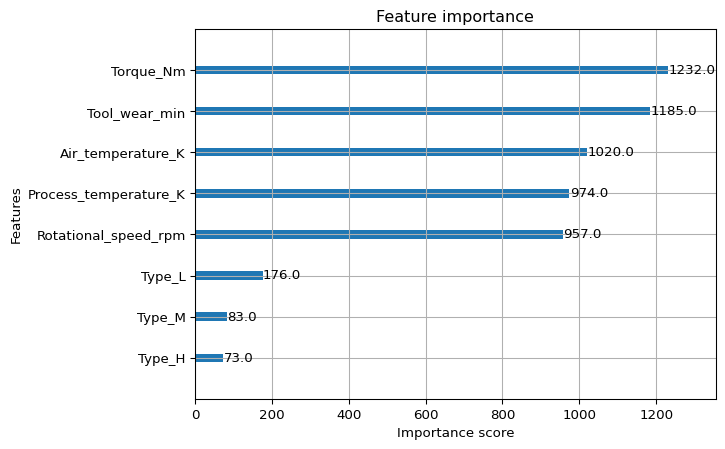 Feature importance
Torque_Nm 1232.0
Tool_wear_min 1185.0
Air_temperature_K 1020.0
Process_temperature_K 974.0
Rotational_speed_rpm 957.0
Type_L 176.0
Type_M 83.0
Type_H 73.0
Features
0 200 400 600 800 1000 1200
Importance score